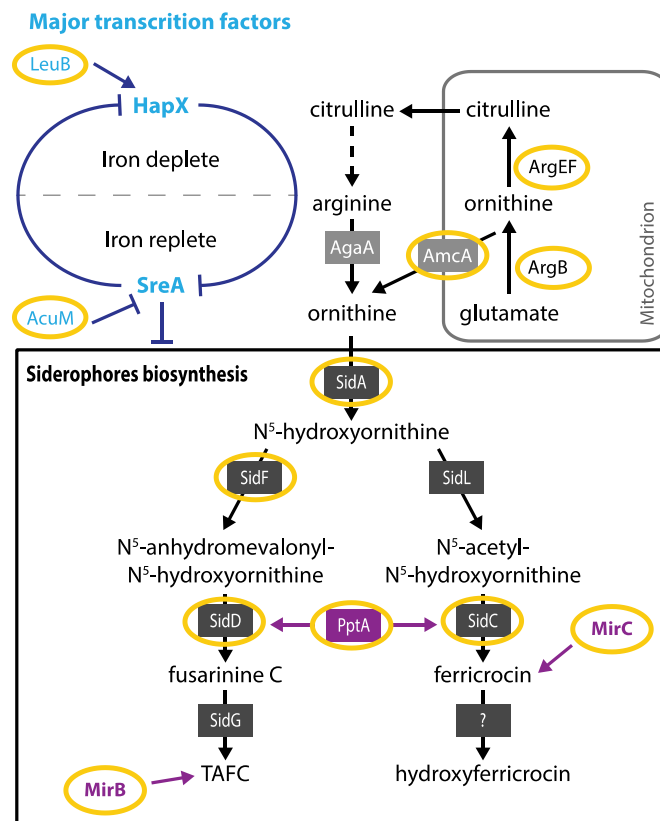 Major transcrition factors
LeuB
HapX
citrulline
citrulline
Iron deplete
ArgEF
arginine
ornithine
Iron replete
AgaA
AmcA
ArgB
SreA
AcuM
ornithine
glutamate
Mitochondrion
Siderophores biosynthesis
SidA
N⁵-hydroxyornithine
SidF
SidL
N⁵-anhydromevalonyl-
N⁵-hydroxyornithine
N⁵-acetyl-
N⁵-hydroxyornithine
SidD
PptA
SidC
MirC
fusarinine C
ferricrocin
SidG
?
MirB
TAFC
hydroxyferricrocin